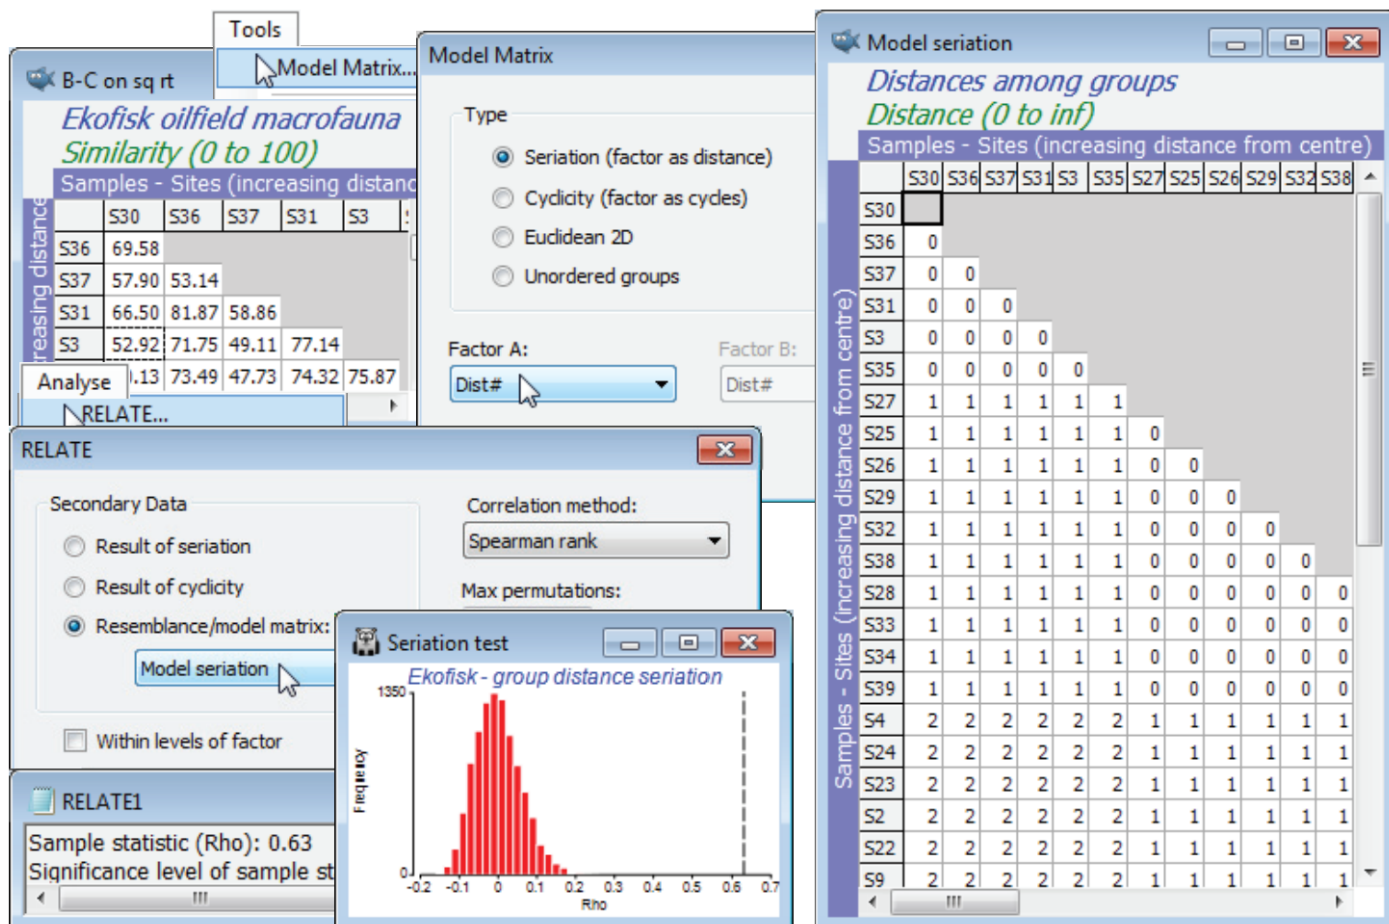 Tools
Model Matrix...
B-C on sq rt
Ekofisk oilfield macrofauna
Similarity (0 to 100)
Samples - Sites (increasing distanc
creasing distance
S30 S36 S37 S31 S3
S36 69.58
S37 57.90 53.14
S31 66.50 81.87 58.86
S3 52.92 71.75 49.11 77.14
0.13 73.49 47.73 74.32 75.87
Analyse
RELATE...
Model Matrix
Type
Seriation (factor as distance)
Cyclicity (factor as cycles)
Euclidean 2D
Unordered groups
Factor A:
Factor B:
Dist#
Dist#
RELATE
Secondary Data
Result of seriation
Result of cyclicity
Resemblance/model matrix:
Model seriation
Within levels of factor
Correlation method:
Spearman rank
Max permutations:
RELATE1
Sample statistic (Rho): 0.63
Significance level of sample st
Seriation test
Ekofisk - group distance seriation
1350
Frequency
0
-0.2 -0.1 0 0.1 0.2 0.3 0.4 0.5 0.6 0.7
Rho
Model seriation
Distances among groups
Distance (0 to inf)
Samples - Sites (increasing distance from centre)
Samples - Sites (increasing distance from centre)
S30 S36 S37 S31 S3 S35 S27 S25 S26 S29 S32 S38
S30
S36 0
S37 0 0
S31 0 0 0
S3 0 0 0 0
S35 0 0 0 0 0
S27 1 1 1 1 1 1
S25 1 1 1 1 1 1 0
S26 1 1 1 1 1 1 0 0
S29 1 1 1 1 1 1 0 0 0
S32 1 1 1 1 1 1 0 0 0 0
S38 1 1 1 1 1 1 0 0 0 0 0
S28 1 1 1 1 1 1 0 0 0 0 0 0
S33 1 1 1 1 1 1 0 0 0 0 0 0
S34 1 1 1 1 1 1 0 0 0 0 0 0
S39 1 1 1 1 1 1 0 0 0 0 0 0
S4 2 2 2 2 2 2 1 1 1 1 1 1
S24 2 2 2 2 2 2 1 1 1 1 1 1
S23 2 2 2 2 2 2 1 1 1 1 1 1
S2 2 2 2 2 2 2 1 1 1 1 1 1
S22 2 2 2 2 2 2 1 1 1 1 1 1
S9 2 2 2 2 2 2 1 1 1 1 1 1